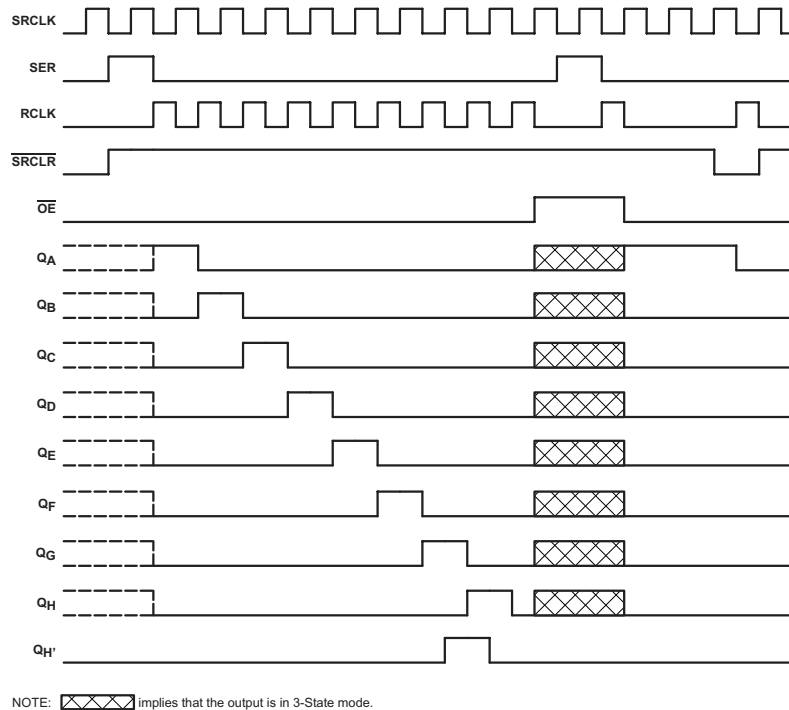 SRCLK
SER
RCLK
SRCLR
OE
QA
QB
QC
QD
QE
QF
QG
QH
QH'
NOTE: implies that the output is in 3-State mode.